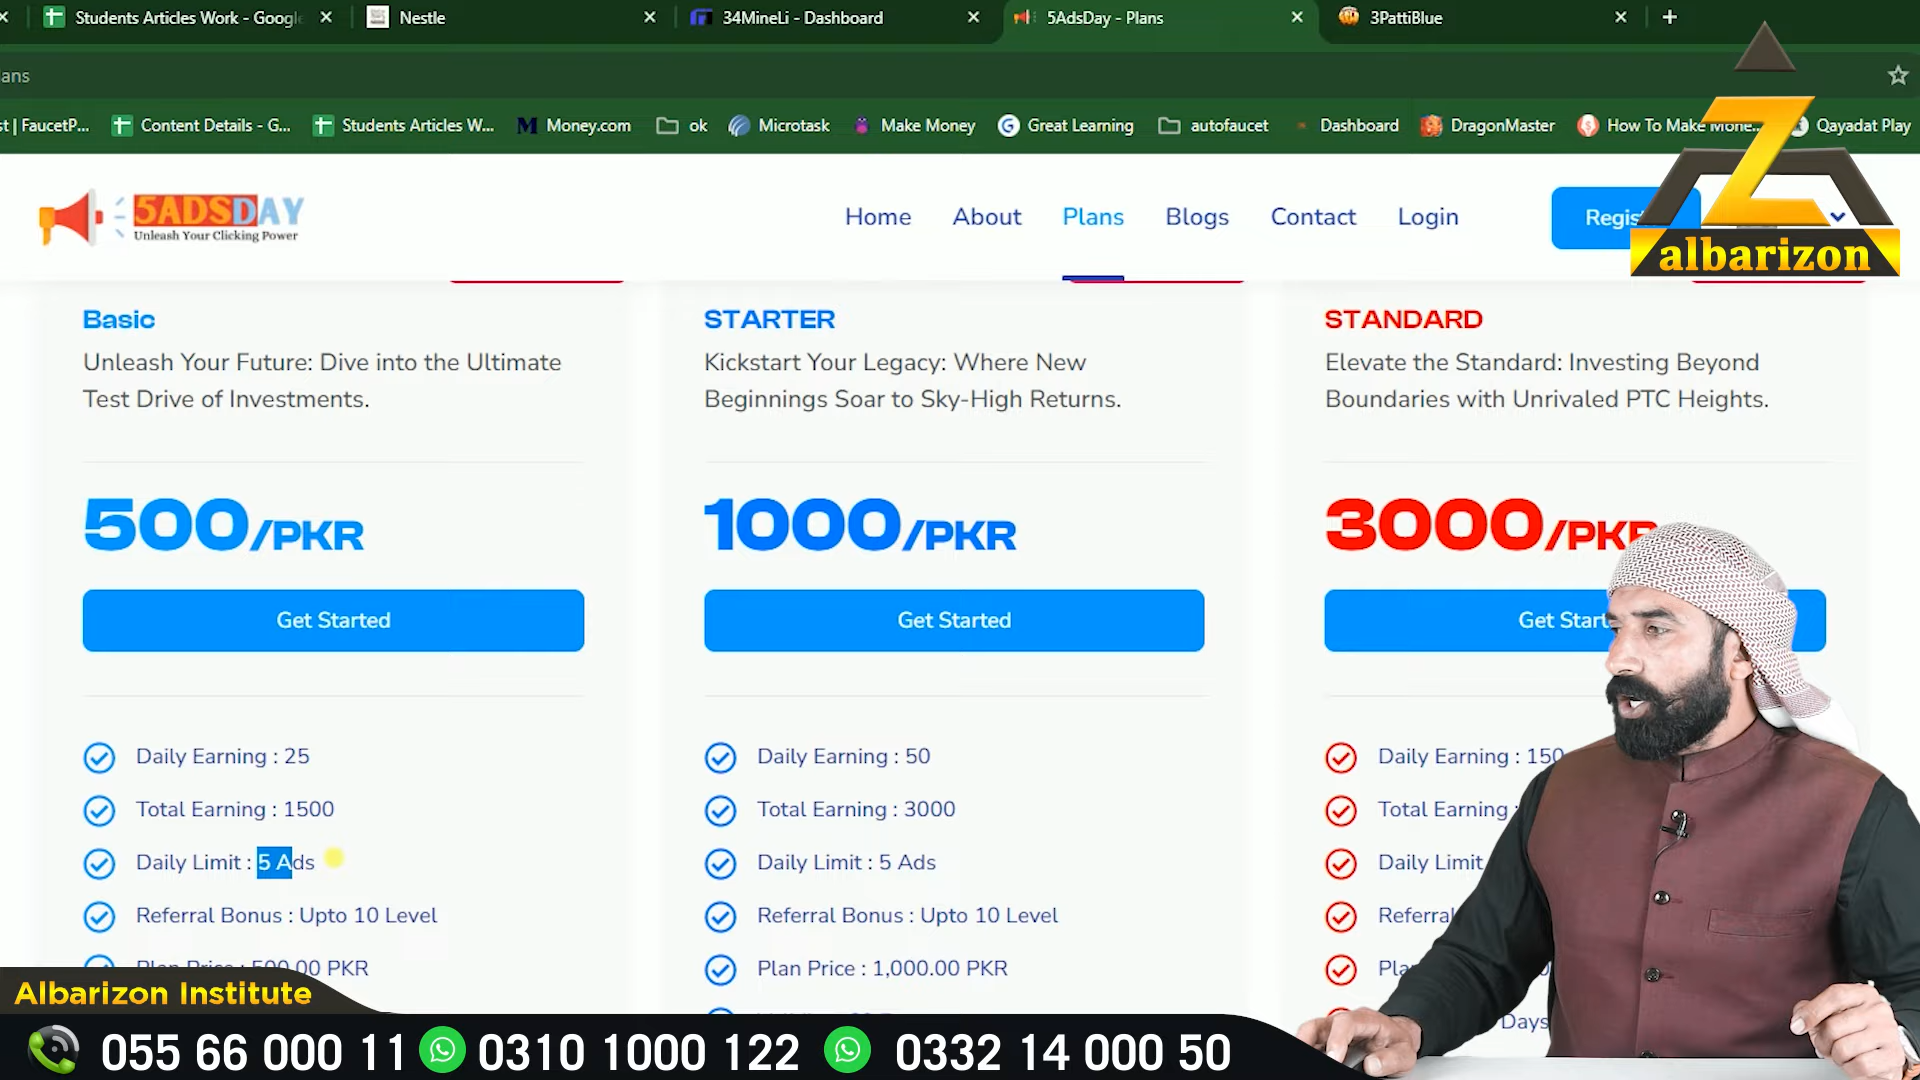 Students Articles Work - Google
Nestle
34MineLi - Dashboard
5AdsDay - Plans
3PattiBlue
ans
st | FaucetP...
Content Details - G...
Students Articles W...
Money.com
ok
Microtask
Make Money
Great Learning
autofaucet
Dashboard
DragonMaster
How To Make Mone...
Qayadat Play
5ADSDAY
Unleash Your Clicking Power
Home
About
Plans
Blogs
Contact
Login
Regist
albarizon
Basic
Unleash Your Future: Dive into the Ultimate
Test Drive of Investments.
500/PKR
Get Started
Daily Earning : 25
Total Earning : 1500
Daily Limit : 5 Ads
Referral Bonus : Upto 10 Level
Plan Price : 500.00 PKR
STARTER
Kickstart Your Legacy: Where New
Beginnings Soar to Sky-High Returns.
1000/PKR
Get Started
Daily Earning : 50
Total Earning : 3000
Daily Limit : 5 Ads
Referral Bonus : Upto 10 Level
Plan Price : 1,000.00 PKR
STANDARD
Elevate the Standard: Investing Beyond
Boundaries with Unrivaled PTC Heights.
3000/PKR
Get Start
Daily Earning : 150
Total Earning :
Daily Limit
Referral
Pla
Days
Albarizon Institute
055 66 000 11
0310 1000 122
0332 14 000 50